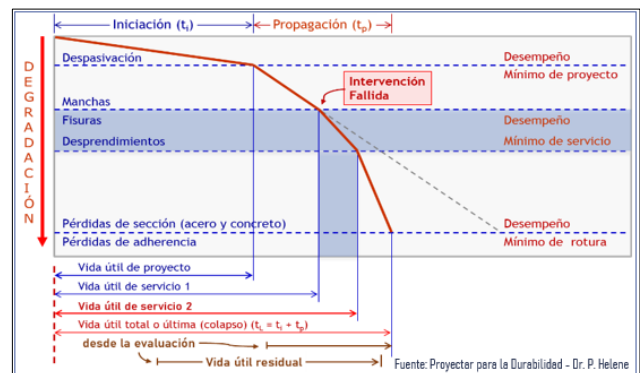 Iniciación (tᵢ)
Propagación (tₚ)
DEGRADACIÓN
Despasivación
Desempeño
Mínimo de proyecto
Intervención
Fallida
Manchas
Fisuras
Desempeño
Desprendimientos
Mínimo de servicio
Pérdidas de sección (acero y concreto)
Desempeño
Pérdidas de adherencia
Mínimo de rotura
Vida útil de proyecto
Vida útil de servicio 1
Vida útil de servicio 2
Vida útil total o última (colapso) (t_L = tᵢ + tₚ)
desde la evaluación
Vida útil residual
Fuente: Proyectar para la Durabilidad – Dr. P. Helene